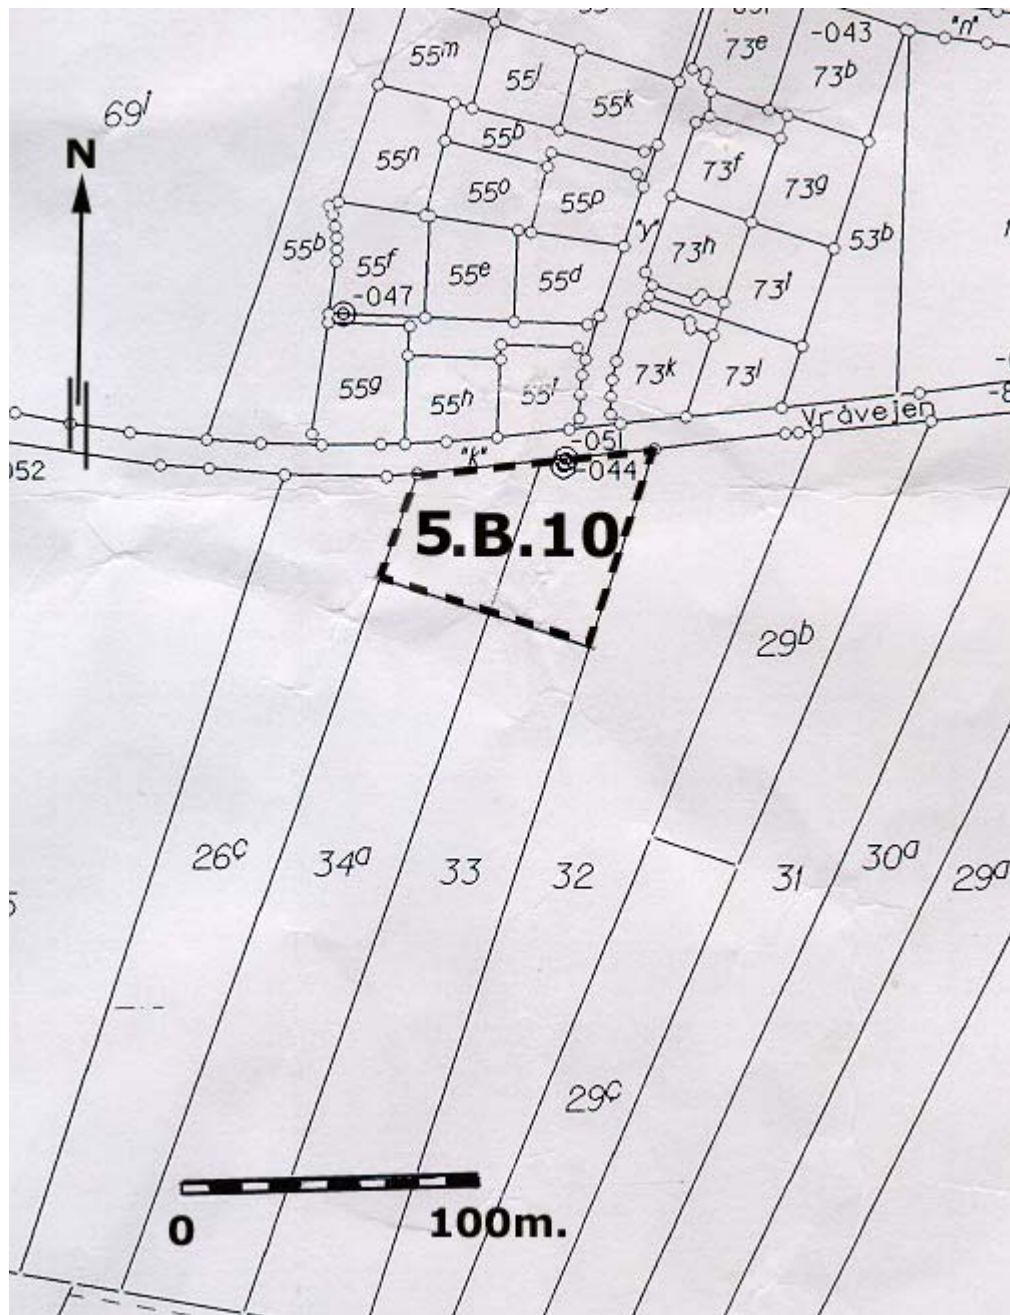 "n"
73e
-043
55m
73b
55l
69i
55k
N
55b
55n
73f
73g
55o
55p
"y"
53b
55b
73h
55f
55e
55d
73i
-047
73k
73l
55g
55h
55i
Vråvejen
-051
"k"
052
-044
5.B.10
29b
26c
34a
33
32
31
30a
29a
29c
0
100m.